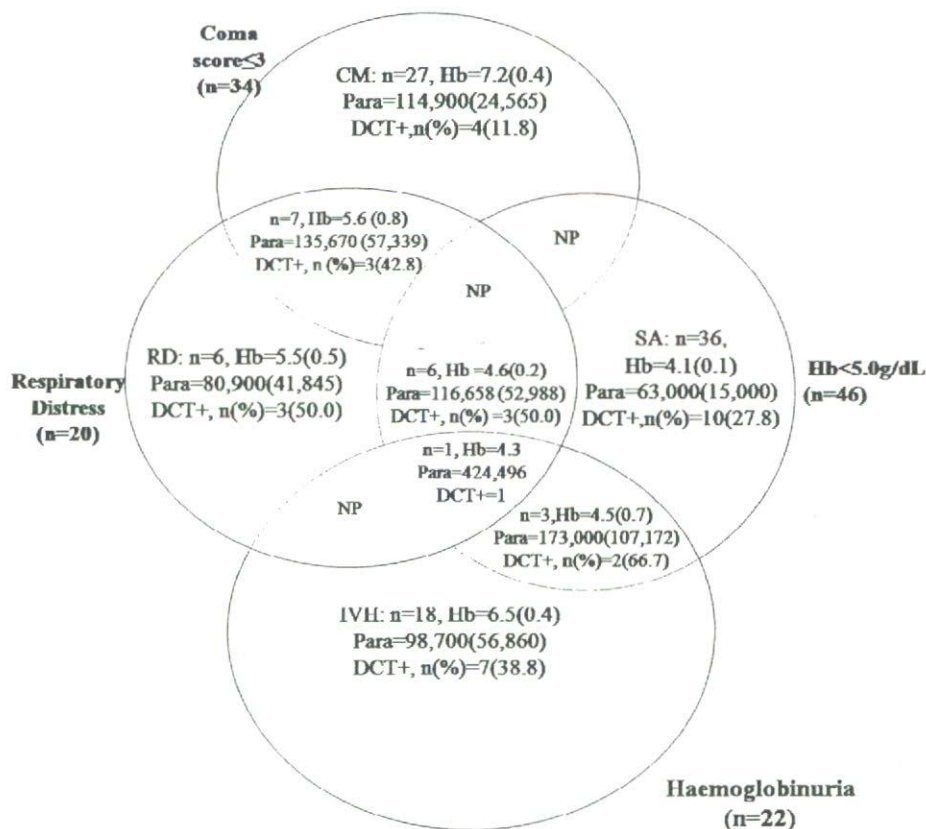 Coma
score≤3
(n=34)
CM: n=27, Hb=7.2(0.4)
Para=114,900(24,565)
DCT+,n(%)=4(11.8)
n=7, Hb=5.6 (0.8)
Para=135,670 (57,339)
DCT+, n (%)=3(42.8)
NP
NP
RD: n=6, Hb=5.5(0.5)
Para=80,900(41,845)
DCT+, n(%)=3(50.0)
Respiratory
Distress
(n=20)
n=6, Hb =4.6(0.2)
Para=116,658 (52,988)
DCT+, n(%) =3(50.0)
SA: n=36,
Hb=4.1(0.1)
Para=63,000(15,000)
DCT+,n(%)=10(27.8)
Hb<5.0g/dL
(n=46)
n=1, Hb=4.3
Para=424,496
DCT+=1
NP
n=3,Hb=4.5(0.7)
Para=173,000(107,172)
DCT+, n(%)=2(66.7)
IVH: n=18, Hb=6.5(0.4)
Para=98,700(56,860)
DCT+, n(%)=7(38.8)
Haemoglobinuria
(n=22)